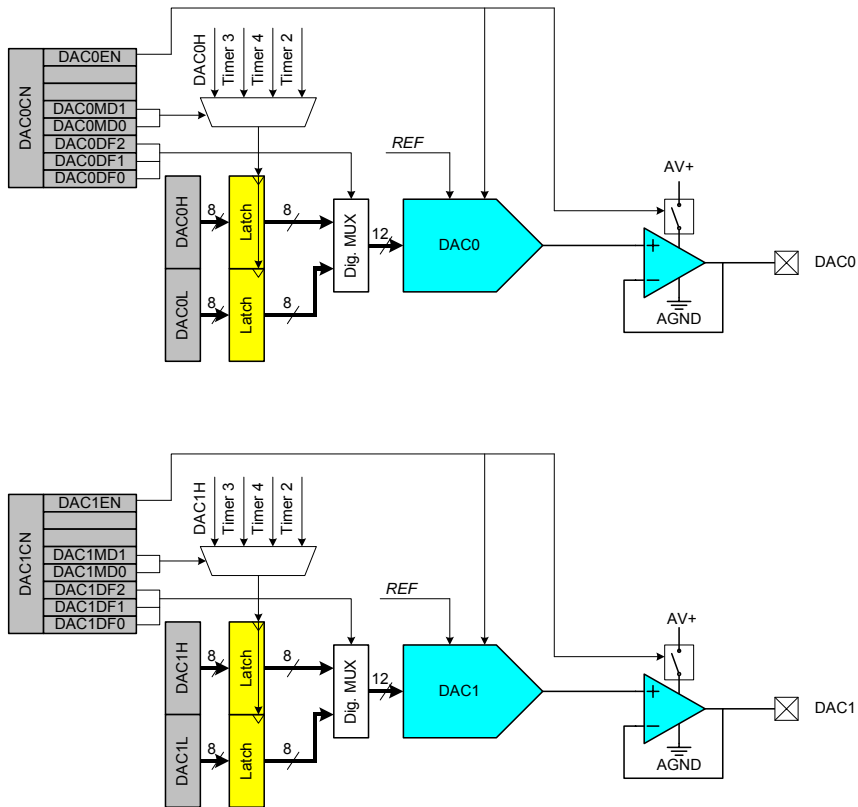 DAC0CN
DAC0EN
DAC0MD1
DAC0MD0
DAC0DF2
DAC0DF1
DAC0DF0
DAC0H
Timer 3
Timer 4
Timer 2
REF
AV+
DAC0H
8
Latch
8
Dig. MUX
12
DAC0
+
−
DAC0
DAC0L
8
Latch
8
AGND
DAC1CN
DAC1EN
DAC1MD1
DAC1MD0
DAC1DF2
DAC1DF1
DAC1DF0
DAC1H
Timer 3
Timer 4
Timer 2
REF
AV+
DAC1H
8
Latch
8
Dig. MUX
12
DAC1
+
−
DAC1
DAC1L
8
Latch
8
AGND